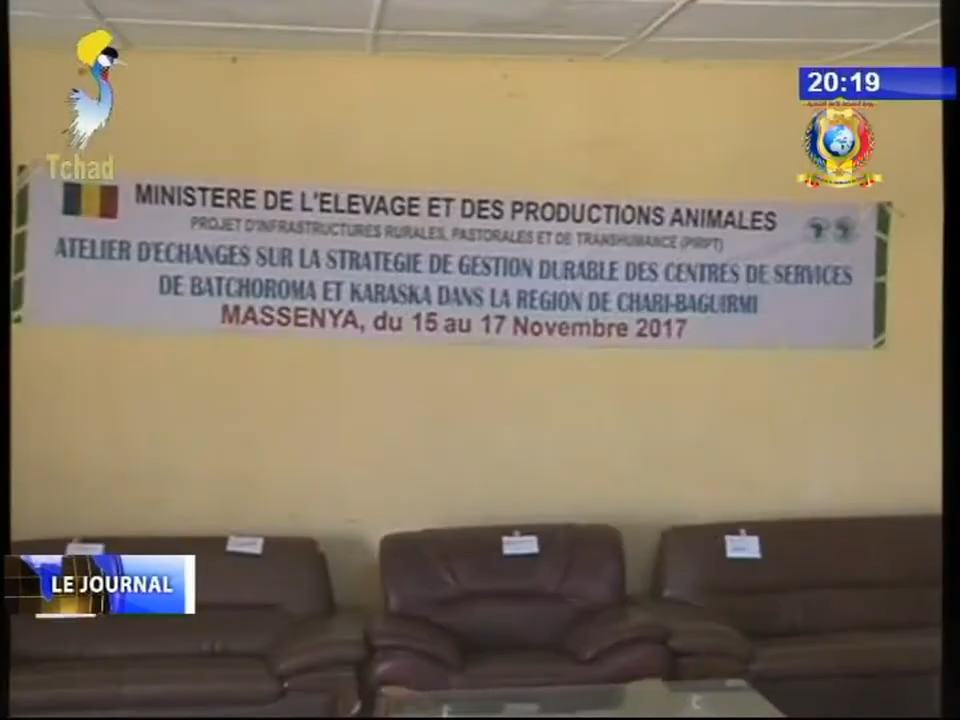 20:19
Tchad
MINISTERE DE L'ELEVAGE ET DES PRODUCTIONS ANIMALES
PROJET D'INFRASTRUCTURES RURALES, PASTORALES ET DE TRANSHUMANCE (PIRPT)
ATELIER D'ECHANGES SUR LA STRATEGIE DE GESTION DURABLE DES CENTRES DE SERVICES
DE BATCHOROMA ET KARASKA DANS LA REGION DE CHARI-BAGUIRMI
MASSENYA, du 15 au 17 Novembre 2017
LE JOURNAL